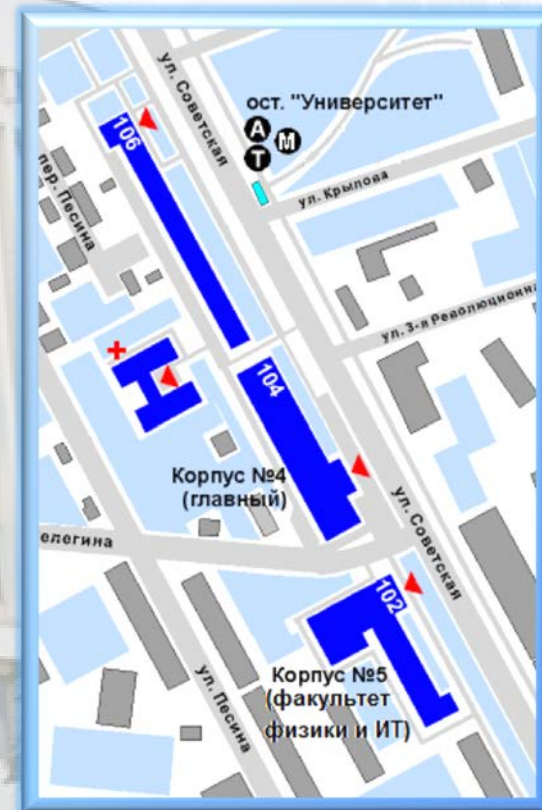 ул. Советская
ост. "Университет"
А
М
Т
106
пер. Песина
ул. Крылова
ул. 3-я Революционна
104
Корпус №4
(главный)
ул. Советская
елегина
102
ул. Песина
Корпус №5
(факультет
физики и ИТ)